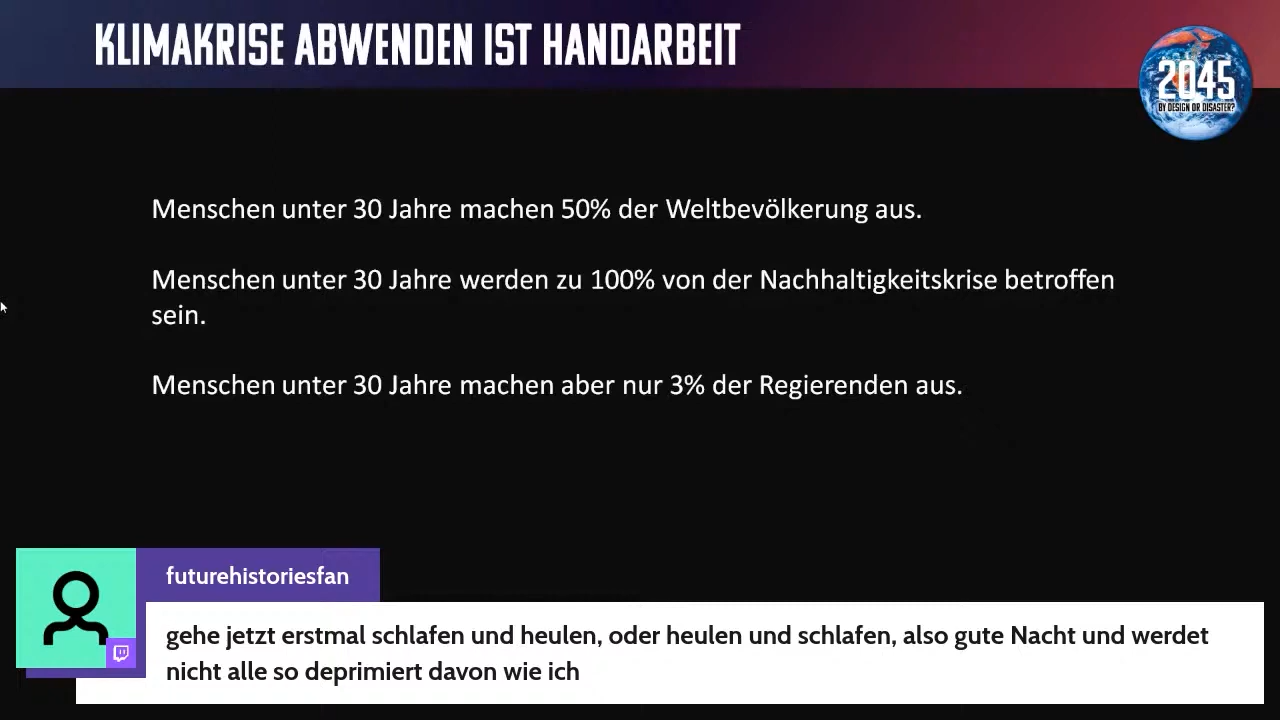 KLIMAKRISE ABWENDEN IST HANDARBEIT
2045
BY DESIGN OR DISASTER?
Menschen unter 30 Jahre machen 50% der Weltbevölkerung aus.
Menschen unter 30 Jahre werden zu 100% von der Nachhaltigkeitskrise betroffen
sein.
Menschen unter 30 Jahre machen aber nur 3% der Regierenden aus.
futurehistoriesfan
gehe jetzt erstmal schlafen und heulen, oder heulen und schlafen, also gute Nacht und werdet
nicht alle so deprimiert davon wie ich